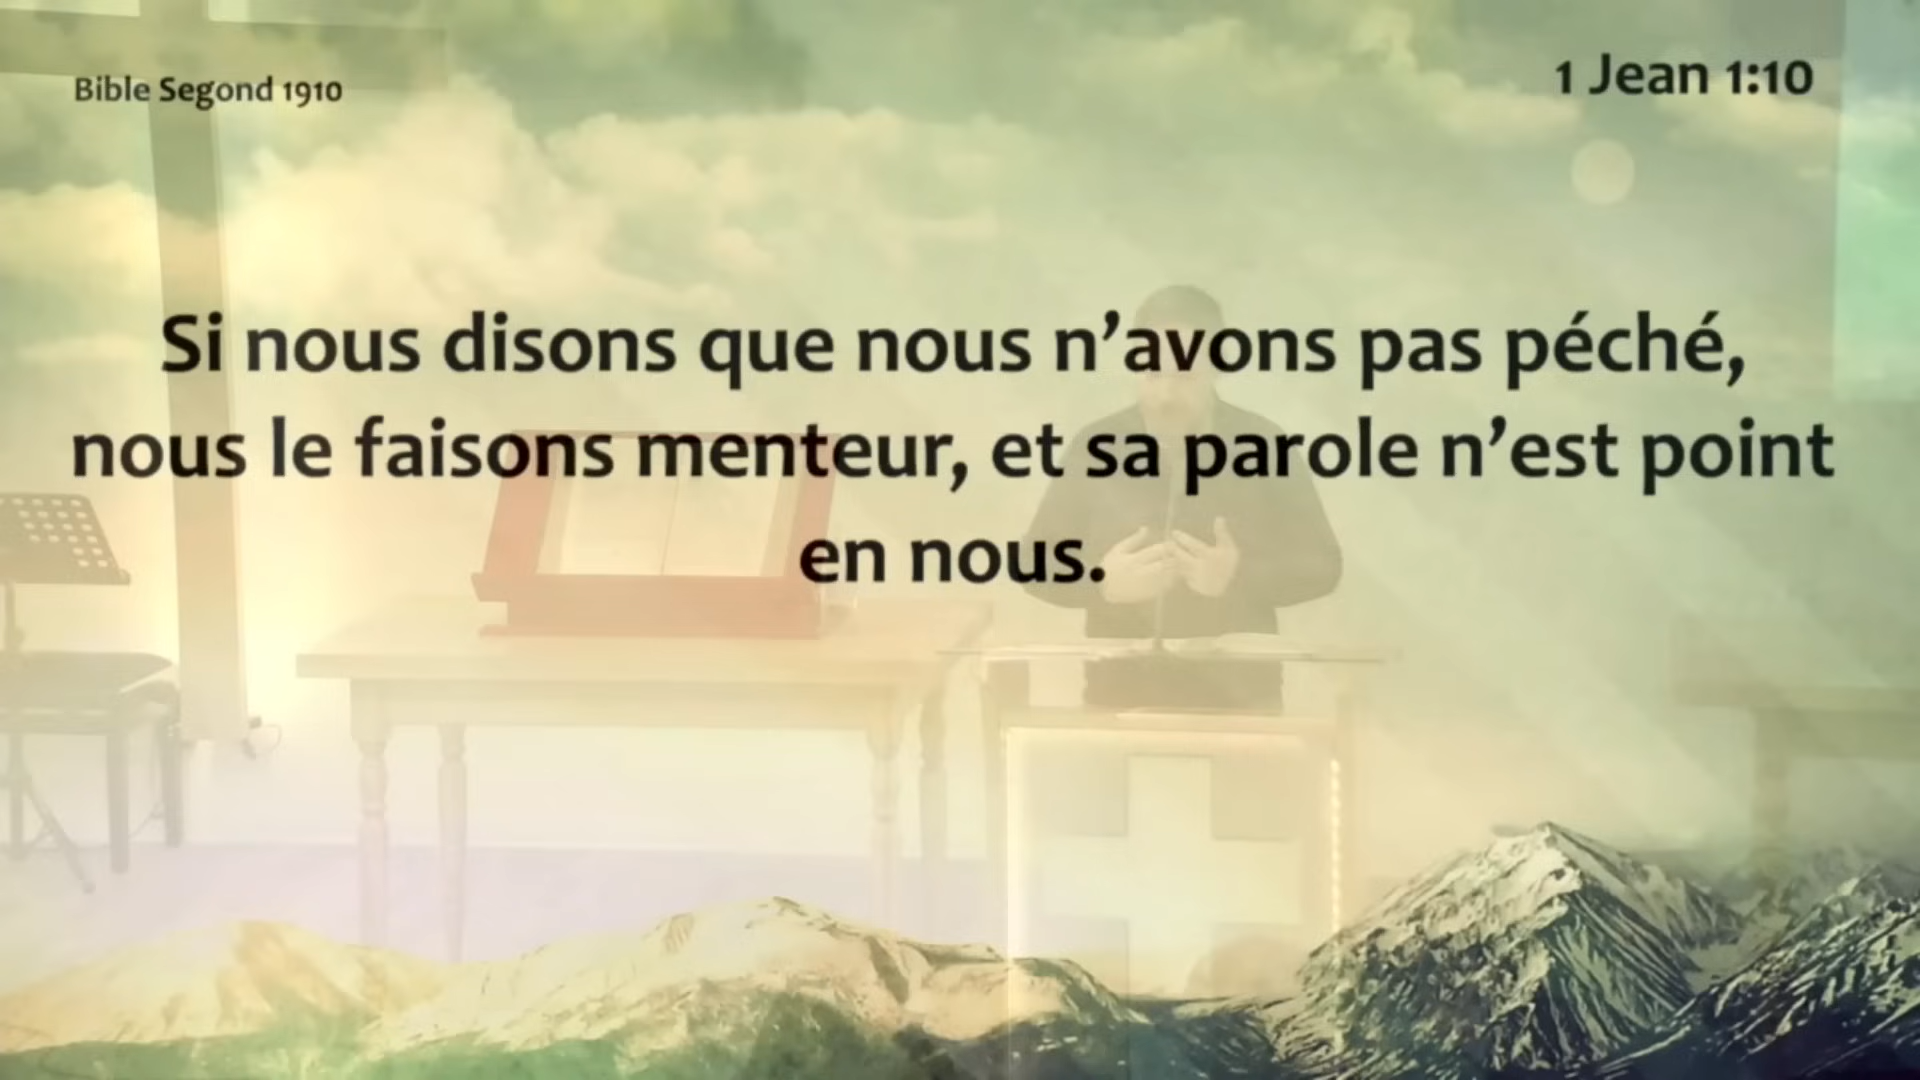 Bible Segond 1910
1 Jean 1:10
Si nous disons que nous n’avons pas péché,
nous le faisons menteur, et sa parole n’est point
en nous.